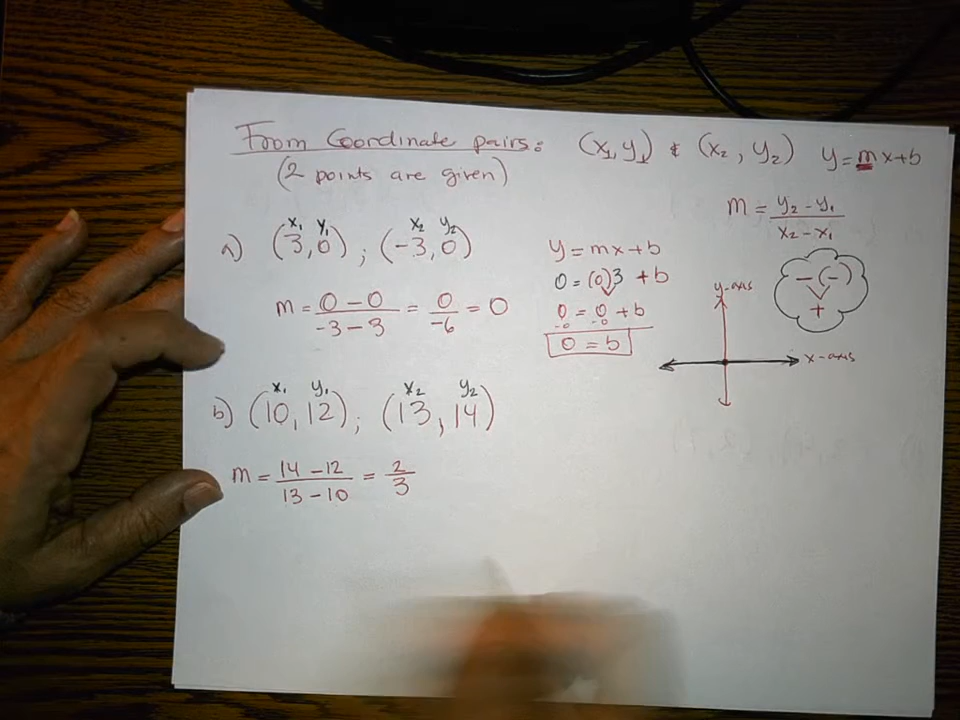 From Coordinate pairs: (x₁, y₁) & (x₂, y₂) y = mx+b
(2 points are given)
m = y₂ - y₁ / x₂ - x₁
x₁ y₁ x₂ y₂
a) (3,0) ; (-3,0)
m = 0 - 0 / -3 - 3 = 0 / -6 = 0
y = mx + b
0 = (0)3 + b
0 = 0 + b
-0 -0
0 = b
- (-)
+
y-axis
x-axis
x₁ y₁ x₂ y₂
b) (10,12) ; (13,14)
m = 14 - 12 / 13 - 10 = 2 / 3